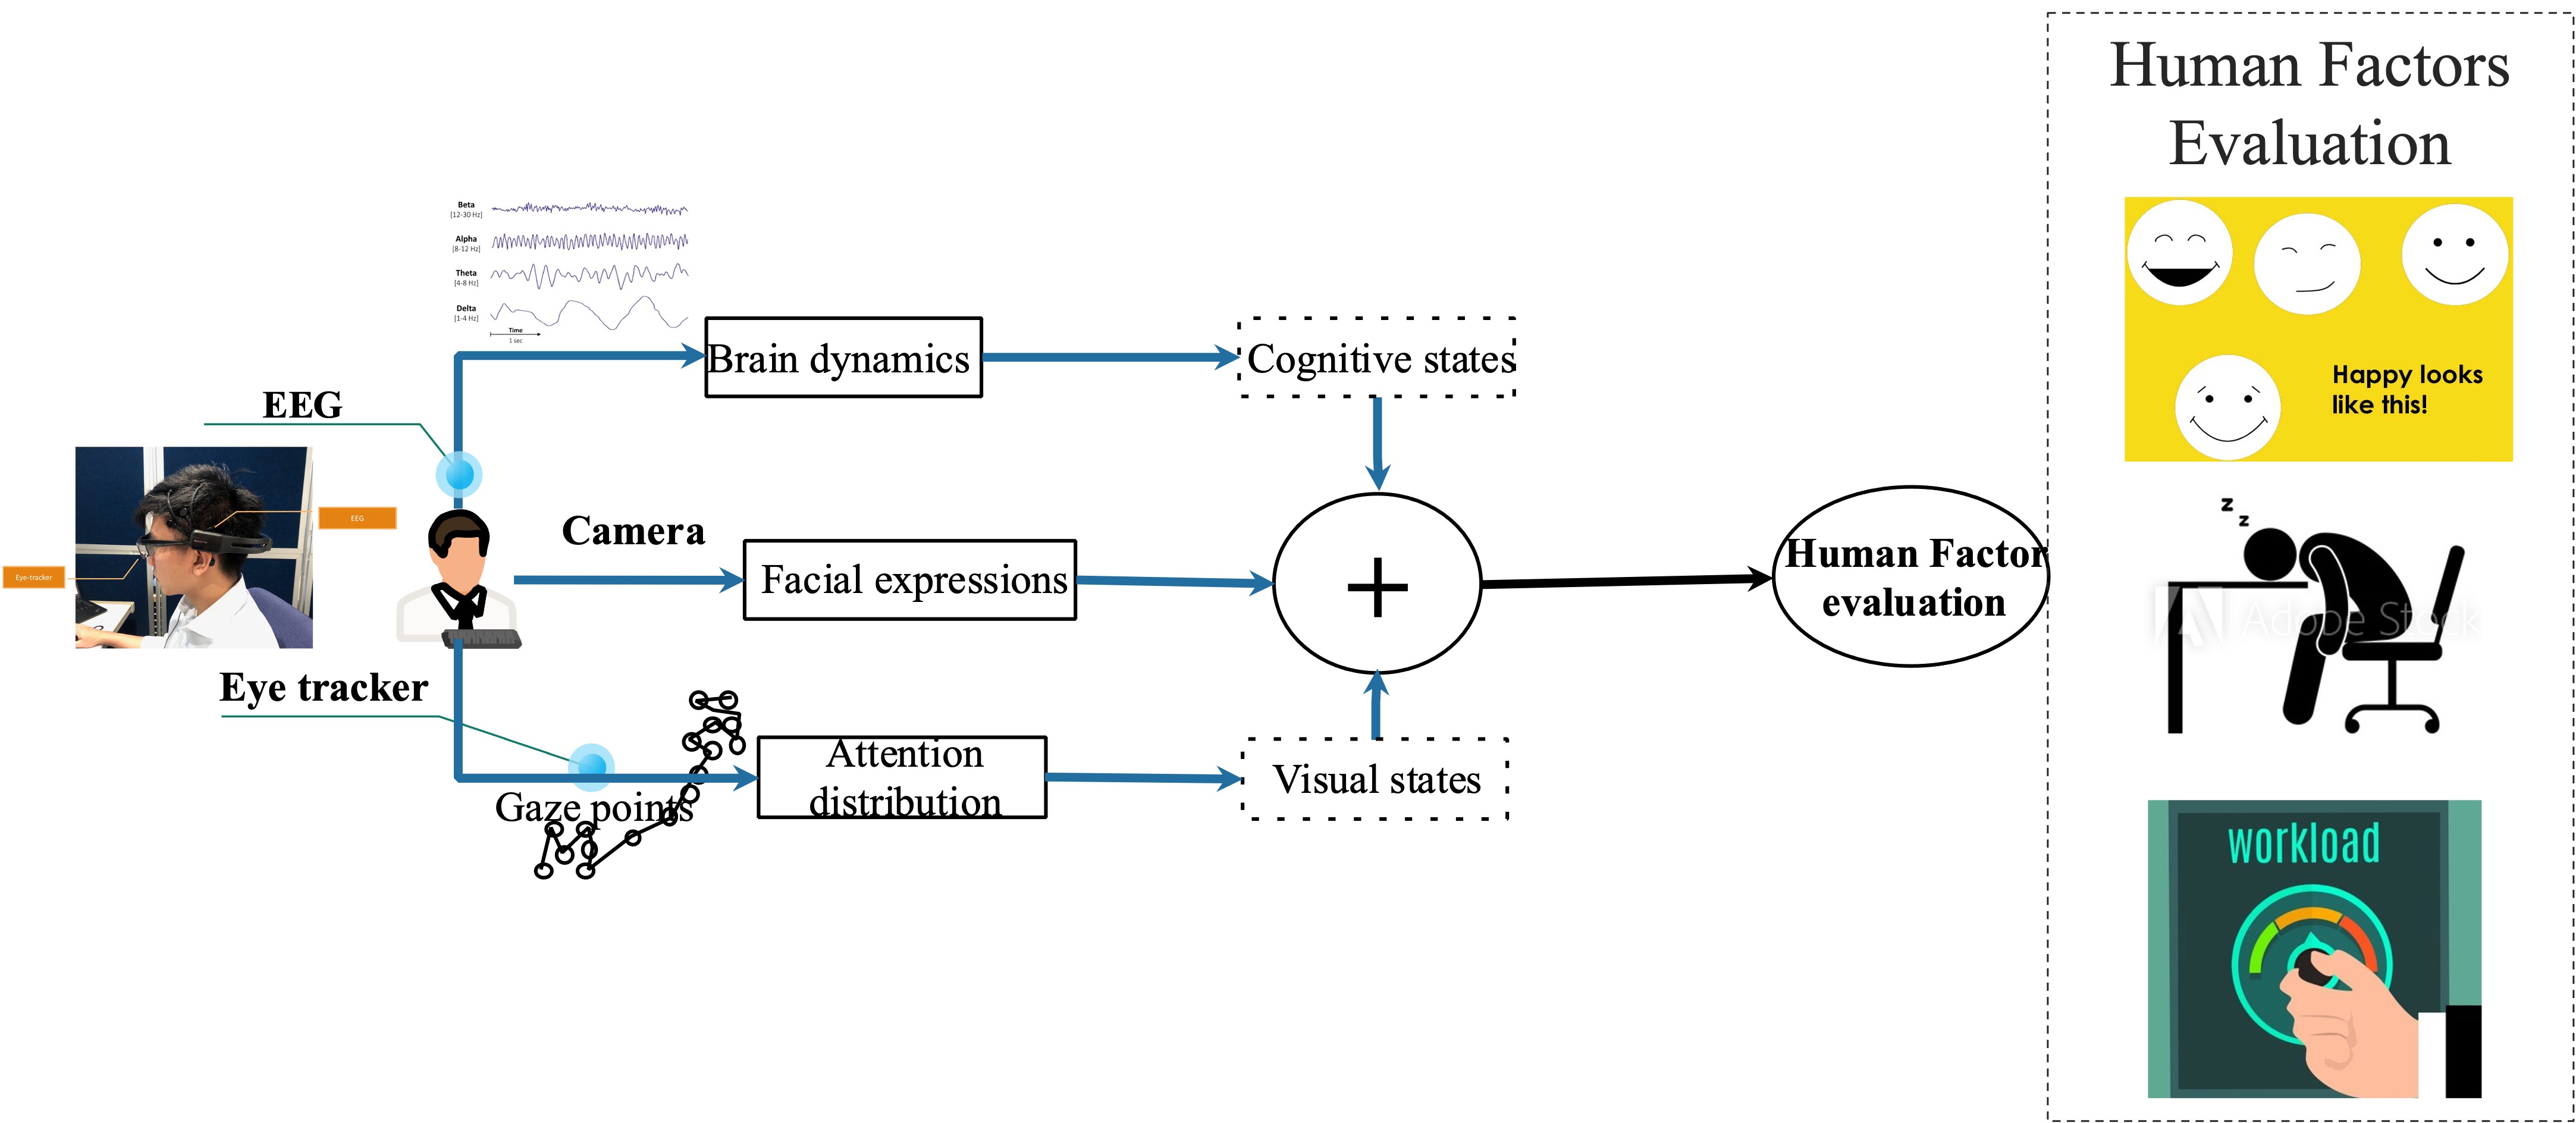 Human Factors
Evaluation
Beta
[12-30 Hz]
Alpha
[8-12 Hz]
Theta
[4-8 Hz]
Delta
[1-4 Hz]
Time
1 sec
Brain dynamics
Cognitive states
EEG
EEG
Eye-tracker
Camera
Facial expressions
+
Human Factor
evaluation
Eye tracker
Gaze points
Attention
distribution
Visual states
Happy looks
like this!
z
z
Adobe Stock
workload